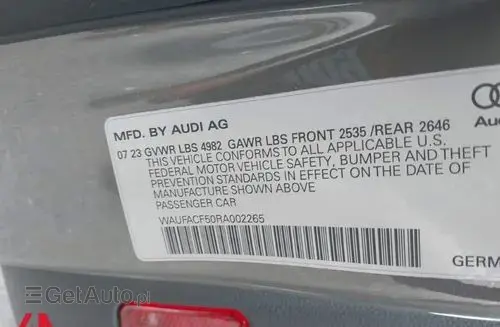 MFD. BY AUDI AG
07 23 GVWR LBS 4982 GAWR LBS FRONT 2535 /REAR 2646
THIS VEHICLE CONFORMS TO ALL APPLICABLE U.S.
FEDERAL MOTOR VEHICLE SAFETY, BUMPER AND THEFT
PREVENTION STANDARDS IN EFFECT ON THE DATE OF
MANUFACTURE SHOWN ABOVE
PASSENGER CAR
WAUFACF50RA002265
Aud
GERM
GetAuto.pl